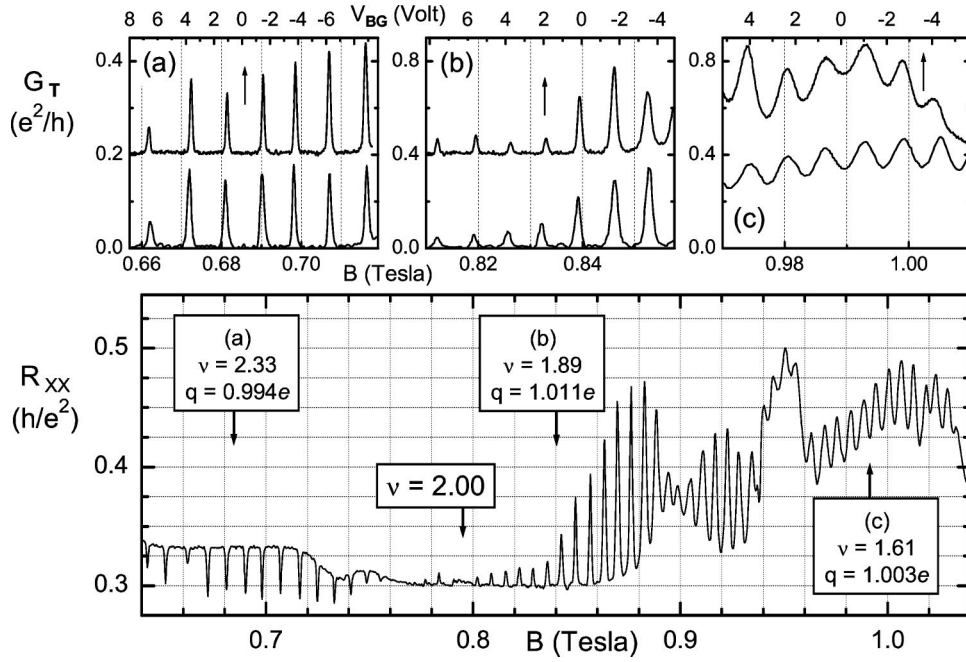 V_BG (Volt)
8 6 4 2 0 -2 -4 -6
8 6 4 2 0 -2 -4
4 2 0 -2 -4
G_T
(e²/h)
0.4
0.2
0.0
(a)
0.8
0.4
0.0
(b)
0.8
0.4
0.0
(c)
0.66 0.68 0.70
0.82 0.84
0.98 1.00
B (Tesla)
R_XX
(h/e²)
0.5
0.4
0.3
(a)
ν = 2.33
q = 0.994e
(b)
ν = 1.89
q = 1.011e
ν = 2.00
(c)
ν = 1.61
q = 1.003e
0.7 0.8 0.9 1.0
B (Tesla)